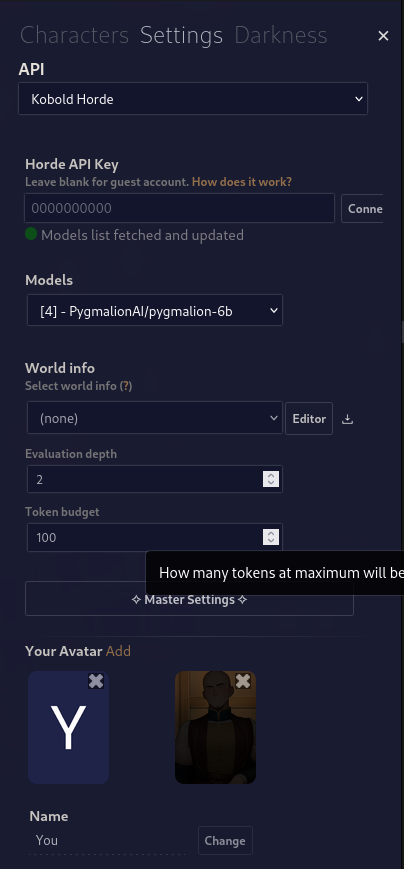 Characters Settings Darkness ×
API
Kobold Horde
Horde API Key
Leave blank for guest account. How does it work?
0000000000 Conne
Models list fetched and updated
Models
[4] - PygmalionAI/pygmalion-6b
World info
Select world info (?)
(none) Editor
Evaluation depth
2
Token budget
100
How many tokens at maximum will be
✧ Master Settings ✧
Your Avatar Add
Y
Name
You Change